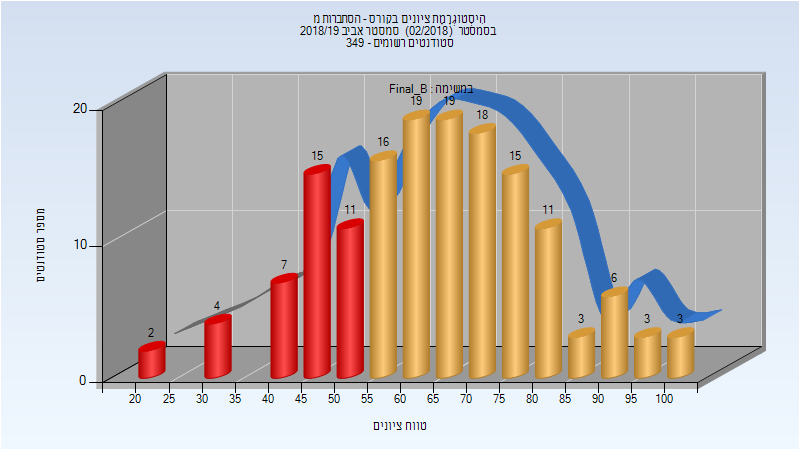 היסטוגרמת ציונים בקורס - הסתברות מ
בסמסטר (02/2018) סמסטר אביב 2018/19
סטודנטים רשומים - 349
במשימה : Final_B
מספר סטודנטים
20
10
0
2
4
7
15
11
16
19
19
18
15
11
3
6
3
3
20 25 30 35 40 45 50 55 60 65 70 75 80 85 90 95 100
טווח ציונים